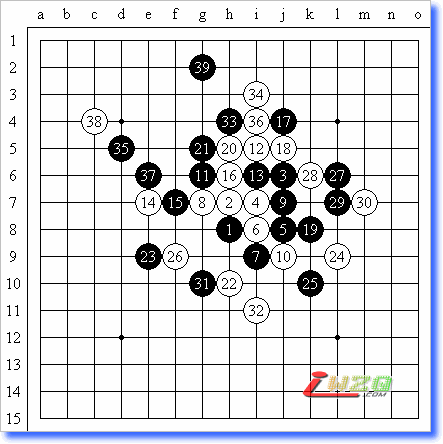 a b c d e f g h i j k l m n o
1
2 39
3 34
4 38 33 36 17
5 35 21 20 12 18
6 37 11 16 13 3 28 27
7 14 15 8 2 4 9 29 30
8 1 6 5 19
9 23 26 7 10 24
10 31 22 25
11 32
12
13
14 iwzq
.COM
15